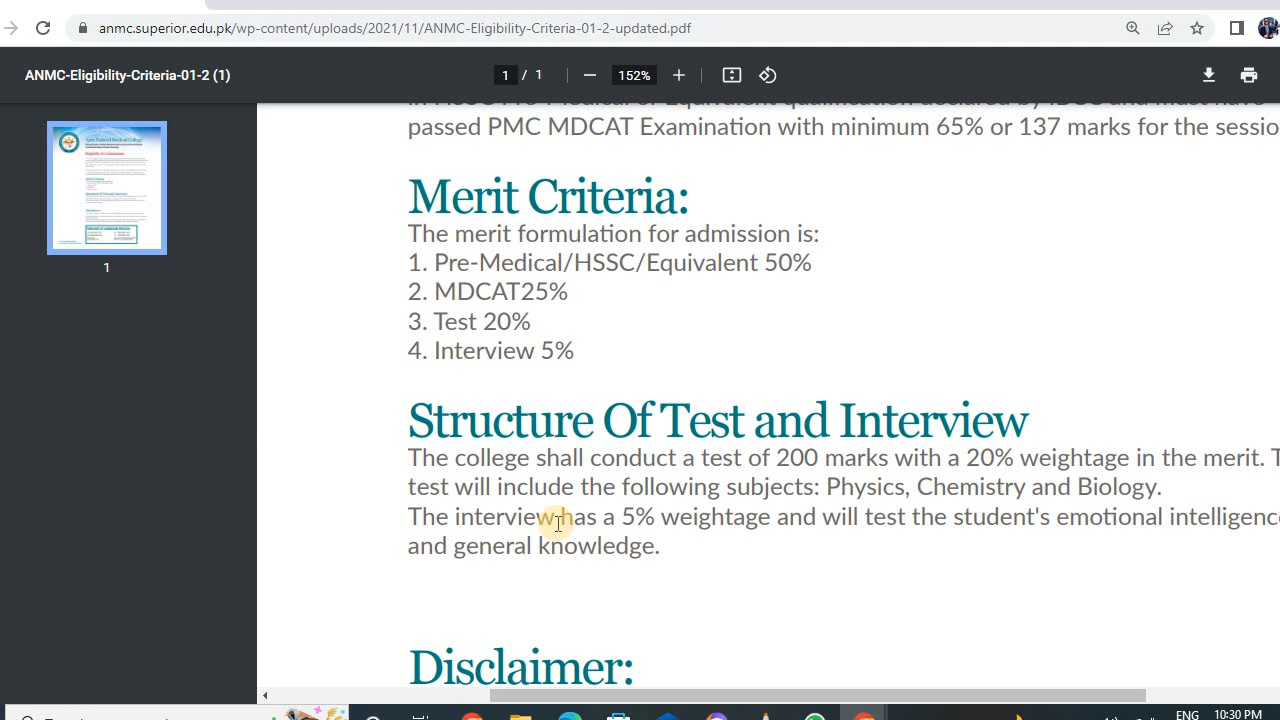 anmc.superior.edu.pk/wp-content/uploads/2021/11/ANMC-Eligibility-Criteria-01-2-updated.pdf
ANMC-Eligibility-Criteria-01-2 (1)
1 / 1
152%
passed PMC MDCAT Examination with minimum 65% or 137 marks for the sessio
Merit Criteria:
The merit formulation for admission is:
1. Pre-Medical/HSSC/Equivalent 50%
2. MDCAT25%
3. Test 20%
4. Interview 5%
Structure Of Test and Interview
The college shall conduct a test of 200 marks with a 20% weightage in the merit. T
test will include the following subjects: Physics, Chemistry and Biology.
The interview has a 5% weightage and will test the student's emotional intelligenc
and general knowledge.
Disclaimer:
1
ENG 10:30 PM